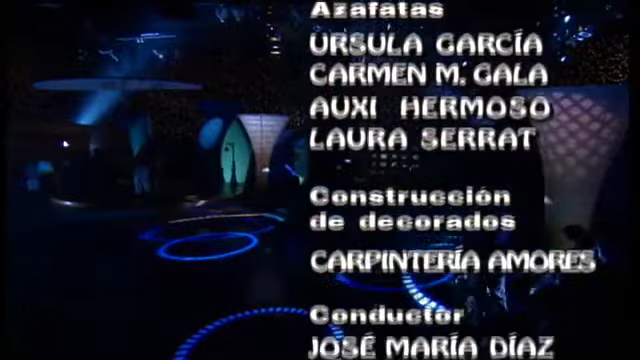 Azafatas
URSULA GARCÍA
CARMEN M. GALA
AUXI HERMOSO
LAURA SERRAT
Construcción
de decorados
CARPINTERÍA AMORES
Conductor
JOSÉ MARÍA DÍAZ